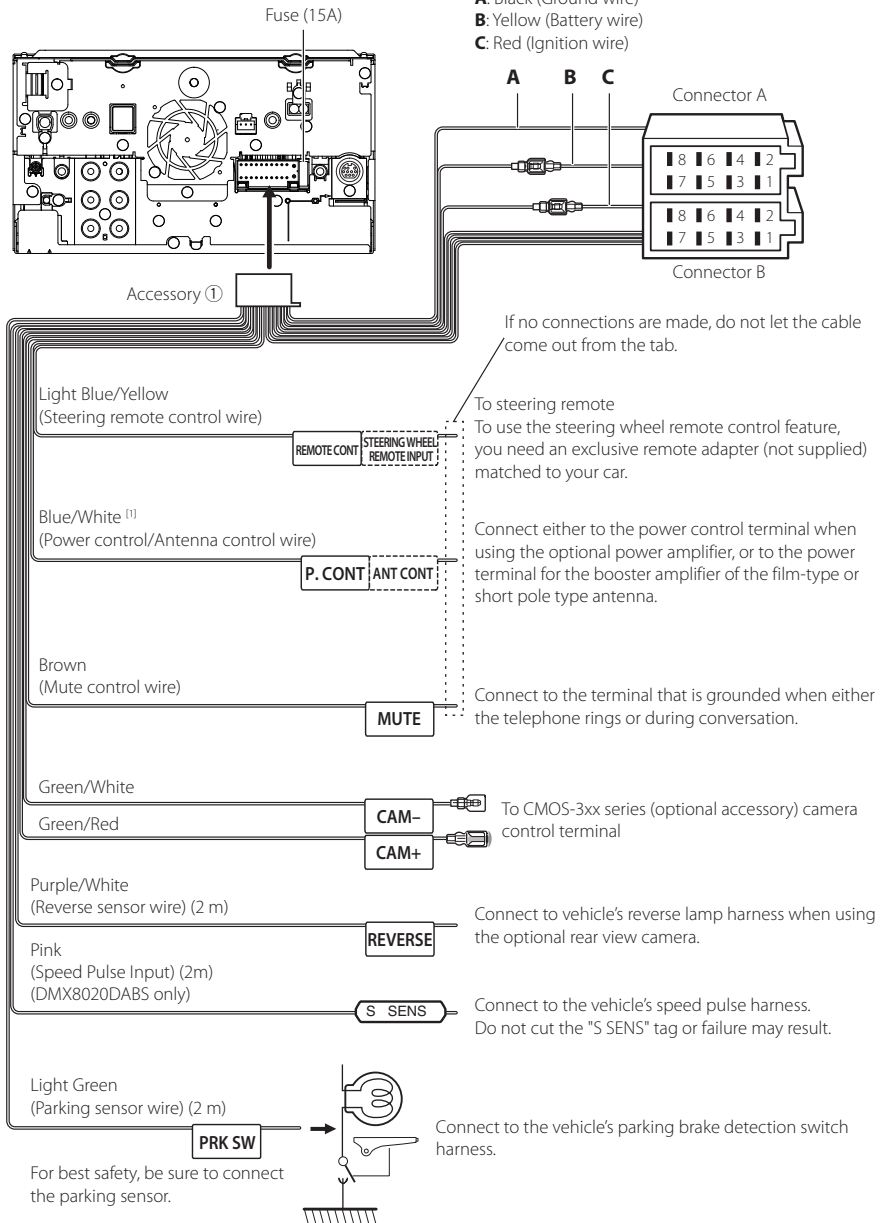 Fuse (15A)
A: Black (Ground wire)
B: Yellow (Battery wire)
C: Red (Ignition wire)
A B C
Connector A
8 6 4 2
7 5 3 1
8 6 4 2
7 5 3 1
Connector B
Accessory ①
If no connections are made, do not let the cable
come out from the tab.
Light Blue/Yellow
(Steering remote control wire)
REMOTE CONT
STEERING WHEEL
REMOTE INPUT
To steering remote
To use the steering wheel remote control feature,
you need an exclusive remote adapter (not supplied)
matched to your car.
Blue/White [1]
(Power control/Antenna control wire)
P. CONT ANT CONT
Connect either to the power control terminal when
using the optional power amplifier, or to the power
terminal for the booster amplifier of the film-type or
short pole type antenna.
Brown
(Mute control wire)
MUTE
Connect to the terminal that is grounded when either
the telephone rings or during conversation.
Green/White
CAM–
Green/Red
CAM+
To CMOS-3xx series (optional accessory) camera
control terminal
Purple/White
(Reverse sensor wire) (2 m)
REVERSE
Connect to vehicle’s reverse lamp harness when using
the optional rear view camera.
Pink
(Speed Pulse Input) (2m)
(DMX8020DABS only)
S SENS
Connect to the vehicle’s speed pulse harness.
Do not cut the "S SENS" tag or failure may result.
Light Green
(Parking sensor wire) (2 m)
PRK SW
Connect to the vehicle’s parking brake detection switch
harness.
For best safety, be sure to connect
the parking sensor.